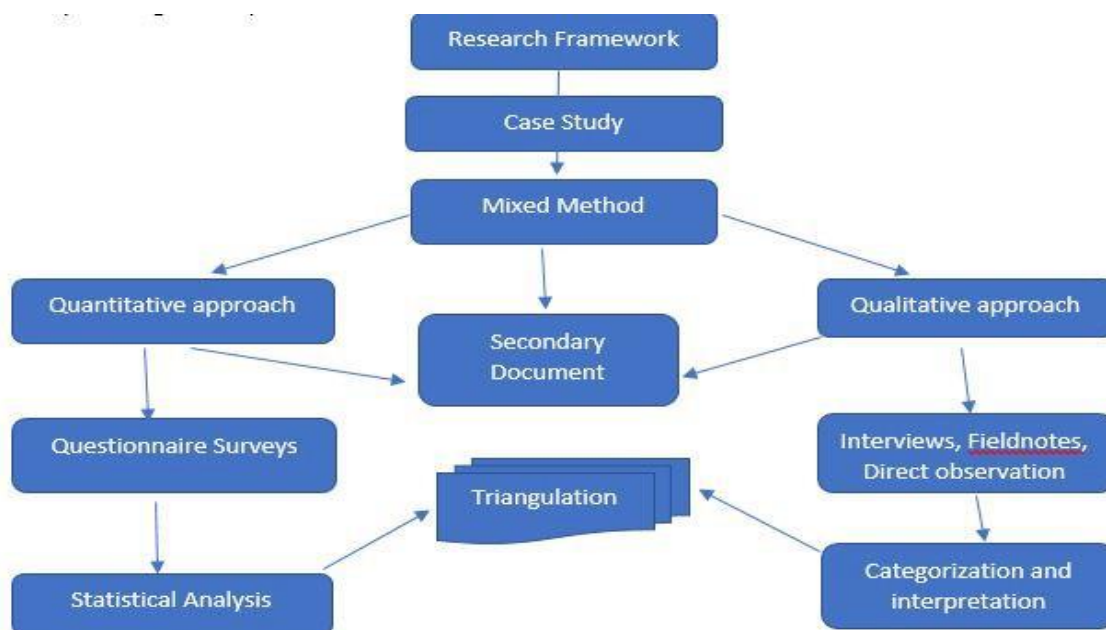 Research Framework
Case Study
Mixed Method
Quantitative approach
Qualitative approach
Secondary
Document
Questionnaire Surveys
Interviews, Fieldnotes,
Direct observation
Triangulation
Statistical Analysis
Categorization and
interpretation